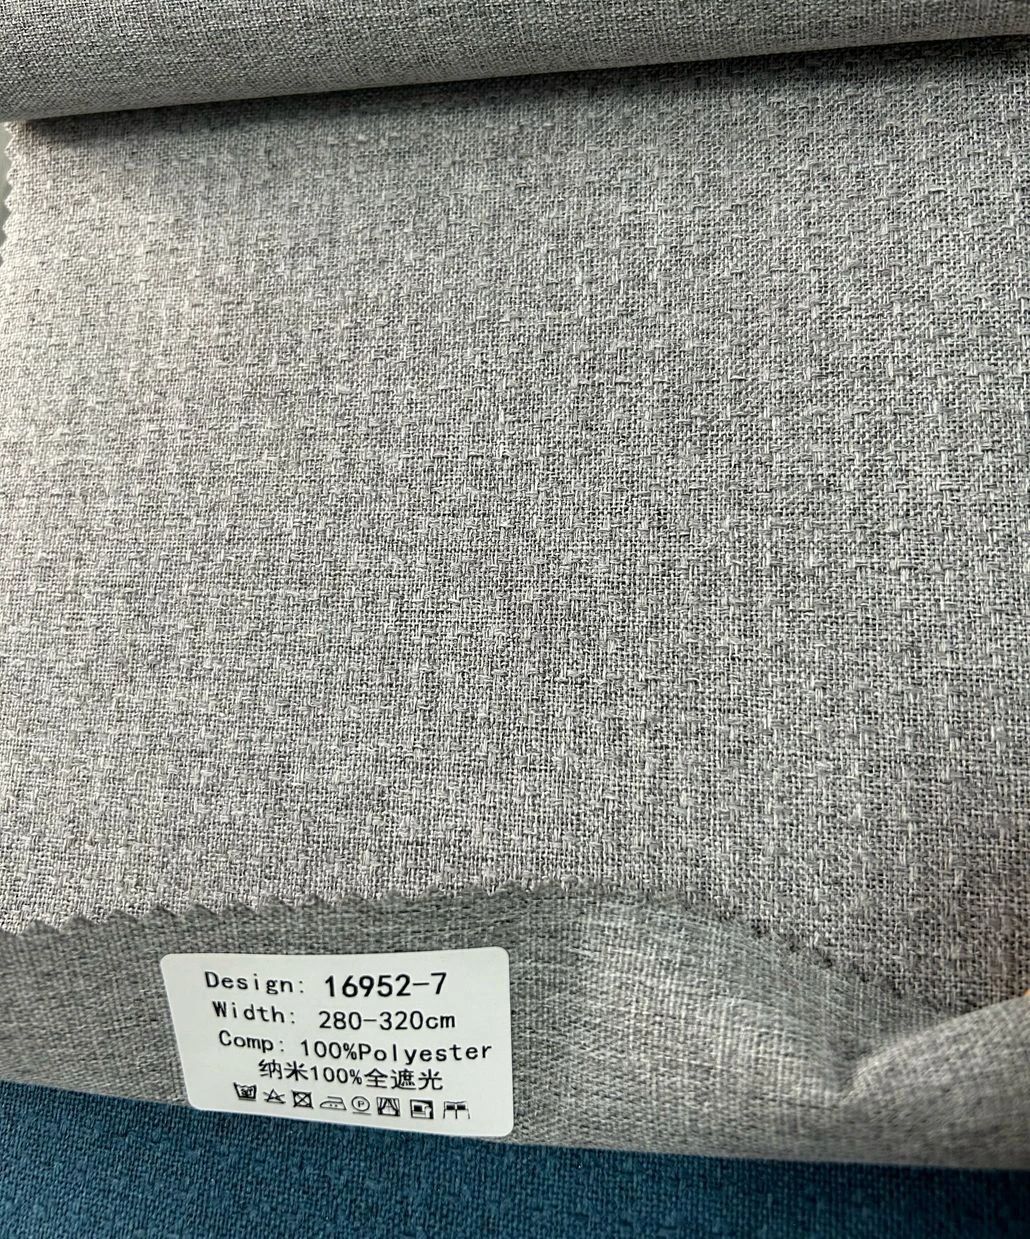 Design: 16952-7
Width: 280-320cm
Comp: 100%Polyester
纳米100%全遮光